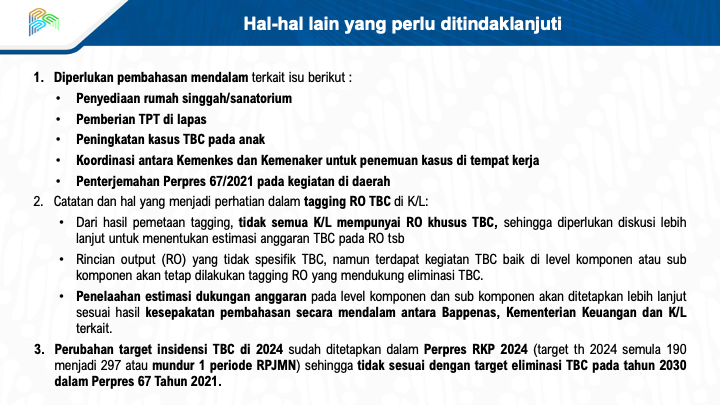 Hal-hal lain yang perlu ditindaklanjuti
1. Diperlukan pembahasan mendalam terkait isu berikut :
• Penyediaan rumah singgah/sanatorium
• Pemberian TPT di lapas
• Peningkatan kasus TBC pada anak
• Koordinasi antara Kemenkes dan Kemenaker untuk penemuan kasus di tempat kerja
• Penterjemahan Perpres 67/2021 pada kegiatan di daerah
2. Catatan dan hal yang menjadi perhatian dalam tagging RO TBC di K/L:
• Dari hasil pemetaan tagging, tidak semua K/L mempunyai RO khusus TBC, sehingga diperlukan diskusi lebih
lanjut untuk menentukan estimasi anggaran TBC pada RO tsb
• Rincian output (RO) yang tidak spesifik TBC, namun terdapat kegiatan TBC baik di level komponen atau sub
komponen akan tetap dilakukan tagging RO yang mendukung eliminasi TBC.
• Penelaahan estimasi dukungan anggaran pada level komponen dan sub komponen akan ditetapkan lebih lanjut
sesuai hasil kesepakatan pembahasan secara mendalam antara Bappenas, Kementerian Keuangan dan K/L
terkait.
3. Perubahan target insidensi TBC di 2024 sudah ditetapkan dalam Perpres RKP 2024 (target th 2024 semula 190
menjadi 297 atau mundur 1 periode RPJMN) sehingga tidak sesuai dengan target eliminasi TBC pada tahun 2030
dalam Perpres 67 Tahun 2021.